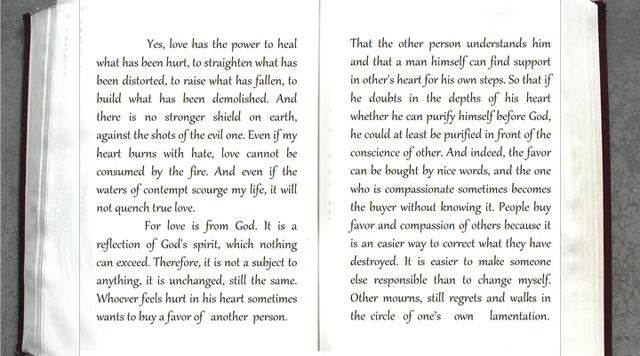 Yes, love has the power to heal
what has been hurt, to straighten what has
been distorted, to raise what has fallen, to
build what has been demolished. And
there is no stronger shield on earth,
against the shots of the evil one. Even if my
heart burns with hate, love cannot be
consumed by the fire. And even if the
waters of contempt scourge my life, it will
not quench true love.
For love is from God. It is a
reflection of God's spirit, which nothing
can exceed. Therefore, it is not a subject to
anything, it is unchanged, still the same.
Whoever feels hurt in his heart sometimes
wants to buy a favor of another person.
That the other person understands him
and that a man himself can find support
in other's heart for his own steps. So that if
he doubts in the depths of his heart
whether he can purify himself before God,
he could at least be purified in front of the
conscience of other. And indeed, the favor
can be bought by nice words, and the one
who is compassionate sometimes becomes
the buyer without knowing it. People buy
favor and compassion of others because it
is an easier way to correct what they have
destroyed. It is easier to make someone
else responsible than to change myself.
Other mourns, still regrets and walks in
the circle of one's own lamentation.